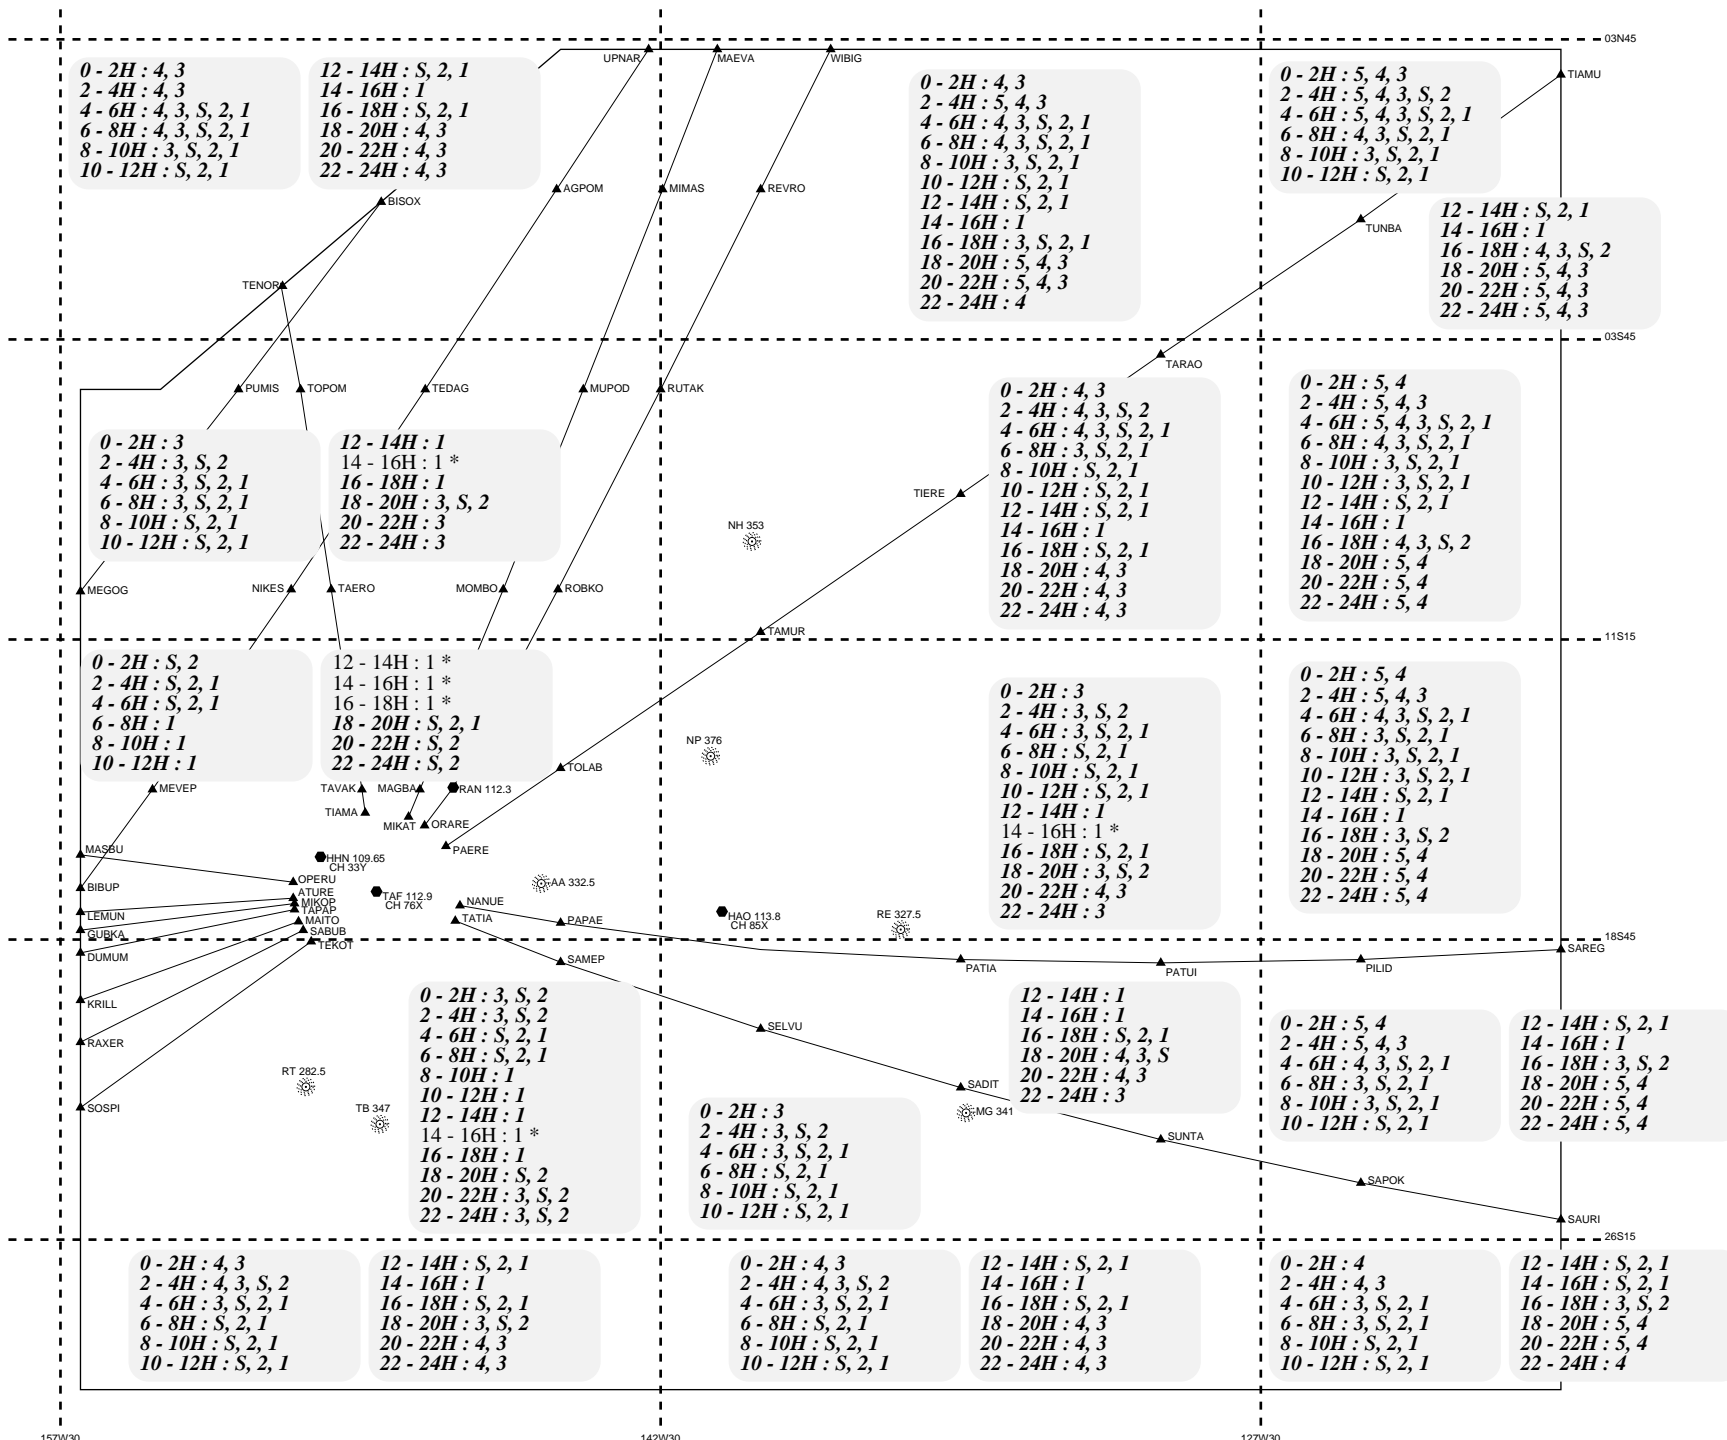 03N45
UPNAR
MAEVA
WIBIG
TIAMU
0 - 2H : 4, 3
2 - 4H : 4, 3
4 - 6H : 4, 3, S, 2, 1
6 - 8H : 4, 3, S, 2, 1
8 - 10H : 3, S, 2, 1
10 - 12H : S, 2, 1
12 - 14H : S, 2, 1
14 - 16H : 1
16 - 18H : S, 2, 1
18 - 20H : 4, 3
20 - 22H : 4, 3
22 - 24H : 4, 3
0 - 2H : 4, 3
2 - 4H : 5, 4, 3
4 - 6H : 4, 3, S, 2, 1
6 - 8H : 4, 3, S, 2, 1
8 - 10H : 3, S, 2, 1
10 - 12H : S, 2, 1
12 - 14H : S, 2, 1
14 - 16H : 1
16 - 18H : 3, S, 2, 1
18 - 20H : 5, 4, 3
20 - 22H : 5, 4, 3
22 - 24H : 4
0 - 2H : 5, 4, 3
2 - 4H : 5, 4, 3, S, 2
4 - 6H : 5, 4, 3, S, 2, 1
6 - 8H : 4, 3, S, 2, 1
8 - 10H : 3, S, 2, 1
10 - 12H : S, 2, 1
12 - 14H : S, 2, 1
14 - 16H : 1
16 - 18H : 4, 3, S, 2
18 - 20H : 5, 4, 3
20 - 22H : 5, 4, 3
22 - 24H : 5, 4, 3
BISOX
AGPOM
MIMAS
REVRO
TUNBA
TENOR
03S45
TARAO
PUMIS
TOPOM
TEDAG
MUPOD
RUTAK
0 - 2H : 3
2 - 4H : 3, S, 2
4 - 6H : 3, S, 2, 1
6 - 8H : 3, S, 2, 1
8 - 10H : S, 2, 1
10 - 12H : S, 2, 1
12 - 14H : 1
14 - 16H : 1 *
16 - 18H : 1
18 - 20H : 3, S, 2
20 - 22H : 3
22 - 24H : 3
0 - 2H : 4, 3
2 - 4H : 4, 3, S, 2
4 - 6H : 4, 3, S, 2, 1
6 - 8H : 3, S, 2, 1
8 - 10H : S, 2, 1
10 - 12H : S, 2, 1
12 - 14H : S, 2, 1
14 - 16H : 1
16 - 18H : S, 2, 1
18 - 20H : 4, 3
20 - 22H : 4, 3
22 - 24H : 4, 3
0 - 2H : 5, 4
2 - 4H : 5, 4, 3
4 - 6H : 5, 4, 3, S, 2, 1
6 - 8H : 4, 3, S, 2, 1
8 - 10H : 3, S, 2, 1
10 - 12H : 3, S, 2, 1
12 - 14H : S, 2, 1
14 - 16H : 1
16 - 18H : 4, 3, S, 2
18 - 20H : 5, 4
20 - 22H : 5, 4
22 - 24H : 5, 4
TIERE
NH 353
MEGOG
NIKES
TAERO
MOMBO
ROBKO
TAMUR
11S15
0 - 2H : S, 2
2 - 4H : S, 2, 1
4 - 6H : S, 2, 1
6 - 8H : 1
8 - 10H : 1
10 - 12H : 1
12 - 14H : 1 *
14 - 16H : 1 *
16 - 18H : 1 *
18 - 20H : S, 2, 1
20 - 22H : S, 2
22 - 24H : S, 2
0 - 2H : 3
2 - 4H : 3, S, 2
4 - 6H : 3, S, 2, 1
6 - 8H : S, 2, 1
8 - 10H : S, 2, 1
10 - 12H : S, 2, 1
12 - 14H : 1
14 - 16H : 1 *
16 - 18H : S, 2, 1
18 - 20H : 3, S, 2
20 - 22H : 4, 3
22 - 24H : 3
0 - 2H : 5, 4
2 - 4H : 5, 4, 3
4 - 6H : 4, 3, S, 2, 1
6 - 8H : 3, S, 2, 1
8 - 10H : 3, S, 2, 1
10 - 12H : 3, S, 2, 1
12 - 14H : S, 2, 1
14 - 16H : 1
16 - 18H : 3, S, 2
18 - 20H : 5, 4
20 - 22H : 5, 4
22 - 24H : 5, 4
NP 376
TOLAB
MEVEP
TAVAK
MAGBA
RAN 112.3
TIAMA
MIKAT
ORARE
PAERE
MASBU
HHN 109.65
CH 33Y
OPERU
BIBUP
ATURE
MIKOP
TAPAP
MAITO
SABUB
TEKOT
TAF 112.9
CH 76X
AA 332.5
NANUE
TATIA
PAPAE
HAO 113.8
CH 85X
RE 327.5
LEMUN
GUBKA
DUMUM
18S45
SAREG
SAMEP
PATIA
PATUI
PILID
KRILL
RAXER
SOSPI
SELVU
RT 282.5
TB 347
0 - 2H : 3, S, 2
2 - 4H : 3, S, 2
4 - 6H : S, 2, 1
6 - 8H : S, 2, 1
8 - 10H : 1
10 - 12H : 1
12 - 14H : 1
14 - 16H : 1 *
16 - 18H : 1
18 - 20H : S, 2
20 - 22H : 3, S, 2
22 - 24H : 3, S, 2
0 - 2H : 3
2 - 4H : 3, S, 2
4 - 6H : 3, S, 2, 1
6 - 8H : S, 2, 1
8 - 10H : S, 2, 1
10 - 12H : S, 2, 1
12 - 14H : 1
14 - 16H : 1
16 - 18H : S, 2, 1
18 - 20H : 4, 3, S
20 - 22H : 4, 3
22 - 24H : 3
0 - 2H : 5, 4
2 - 4H : 5, 4, 3
4 - 6H : 4, 3, S, 2, 1
6 - 8H : 3, S, 2, 1
8 - 10H : 3, S, 2, 1
10 - 12H : S, 2, 1
12 - 14H : S, 2, 1
14 - 16H : 1
16 - 18H : 3, S, 2
18 - 20H : 5, 4
20 - 22H : 5, 4
22 - 24H : 5, 4
SADIT
MG 341
SUNTA
SAPOK
SAURI
26S15
0 - 2H : 4, 3
2 - 4H : 4, 3, S, 2
4 - 6H : 3, S, 2, 1
6 - 8H : S, 2, 1
8 - 10H : S, 2, 1
10 - 12H : S, 2, 1
12 - 14H : S, 2, 1
14 - 16H : 1
16 - 18H : S, 2, 1
18 - 20H : 3, S, 2
20 - 22H : 4, 3
22 - 24H : 4, 3
0 - 2H : 4, 3
2 - 4H : 4, 3, S, 2
4 - 6H : 3, S, 2, 1
6 - 8H : S, 2, 1
8 - 10H : S, 2, 1
10 - 12H : S, 2, 1
12 - 14H : S, 2, 1
14 - 16H : 1
16 - 18H : S, 2, 1
18 - 20H : 4, 3
20 - 22H : 4, 3
22 - 24H : 4, 3
0 - 2H : 4
2 - 4H : 4, 3
4 - 6H : 3, S, 2, 1
6 - 8H : 3, S, 2, 1
8 - 10H : S, 2, 1
10 - 12H : S, 2, 1
12 - 14H : S, 2, 1
14 - 16H : S, 2, 1
16 - 18H : 3, S, 2
18 - 20H : 5, 4
20 - 22H : 5, 4
22 - 24H : 4
157W30
142W30
127W30